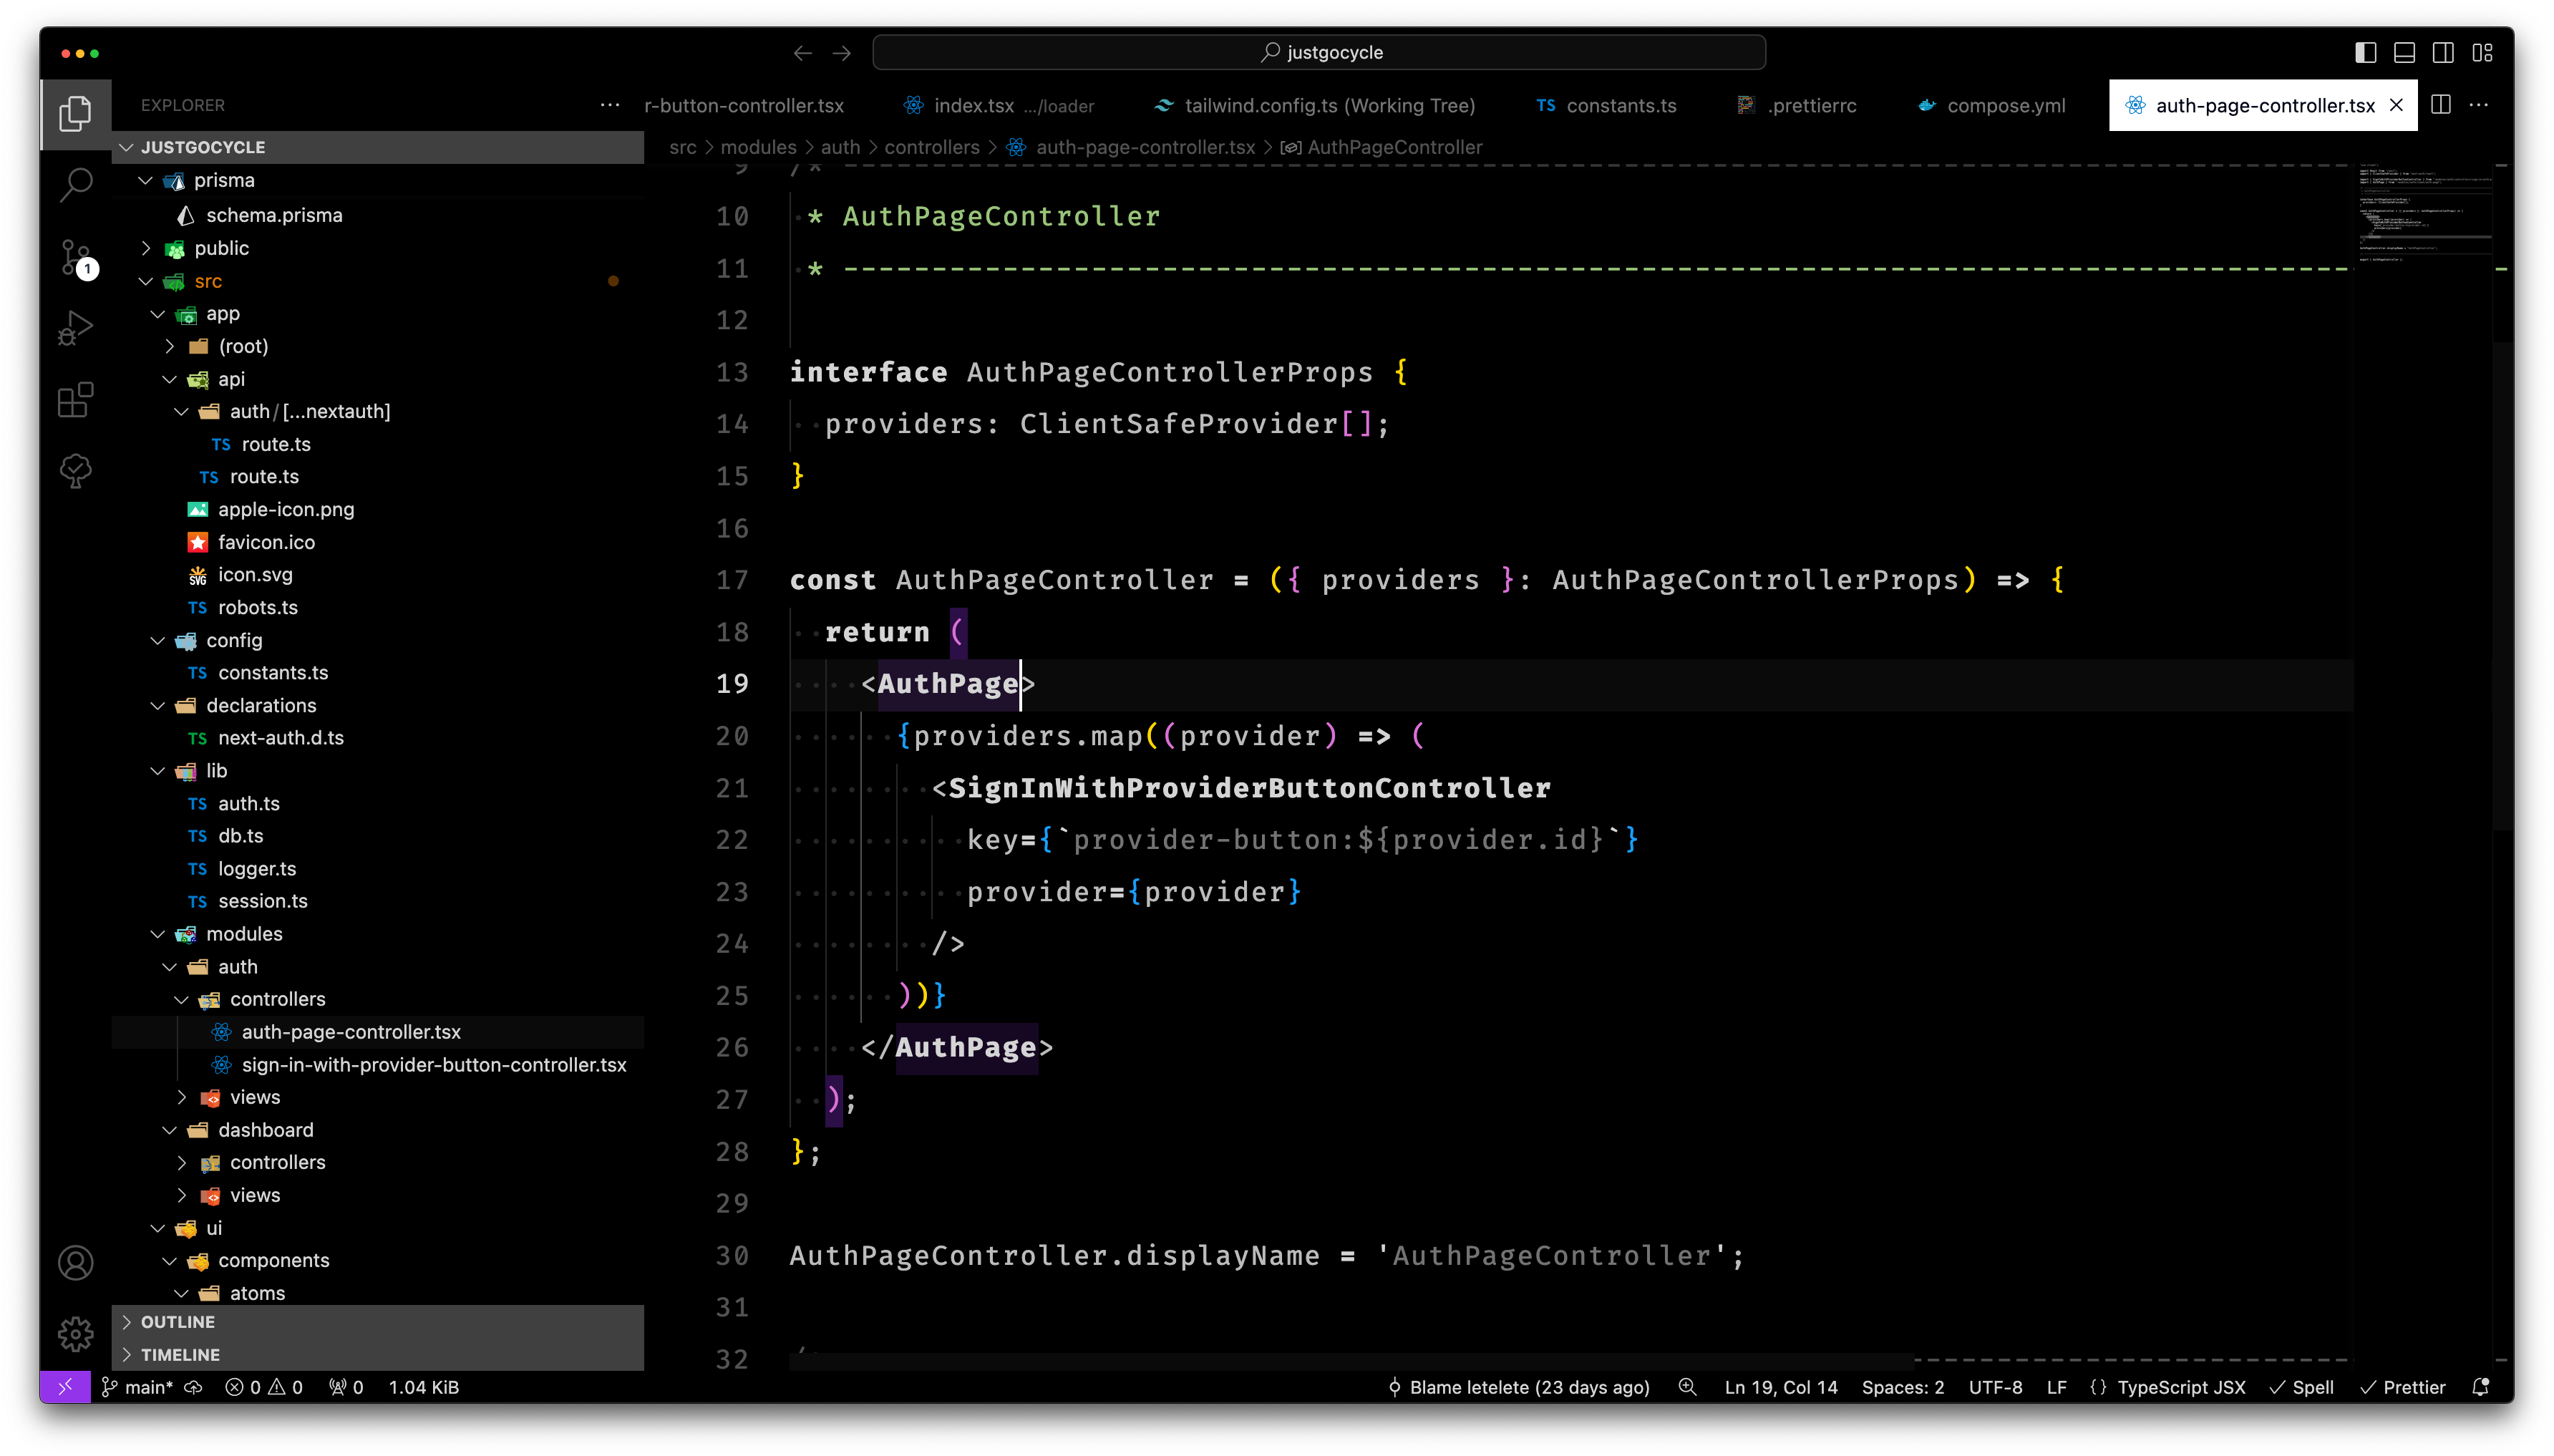 justgocycle
EXPLORER
r-button-controller.tsx
index.tsx .../loader
tailwind.config.ts (Working Tree)
TS constants.ts
.prettierrc
compose.yml
auth-page-controller.tsx
JUSTGOCYCLE
src > modules > auth > controllers > auth-page-controller.tsx > AuthPageController
prisma
schema.prisma
public
src
app
(root)
api
auth/[...nextauth]
TS route.ts
TS route.ts
apple-icon.png
favicon.ico
SVG icon.svg
TS robots.ts
config
TS constants.ts
declarations
TS next-auth.d.ts
lib
TS auth.ts
TS db.ts
TS logger.ts
TS session.ts
modules
auth
controllers
auth-page-controller.tsx
sign-in-with-provider-button-controller.tsx
views
dashboard
controllers
views
ui
components
atoms
OUTLINE
TIMELINE
1
9 /*
10 * AuthPageController
11 * --------------------------------------------------------------------------------------
12
13 interface AuthPageControllerProps {
14 providers: ClientSafeProvider[];
15 }
16
17 const AuthPageController = ({ providers }: AuthPageControllerProps) => {
18 return (
19 <AuthPage>
20 {providers.map((provider) => (
21 <SignInWithProviderButtonController
22 key={`provider-button:${provider.id}`}
23 provider={provider}
24 />
25 ))}
26 </AuthPage>
27 );
28 };
29
30 AuthPageController.displayName = 'AuthPageController';
31
32
main* 0 0 0 1.04 KiB
Blame letelete (23 days ago) Ln 19, Col 14 Spaces: 2 UTF-8 LF {} TypeScript JSX Spell Prettier